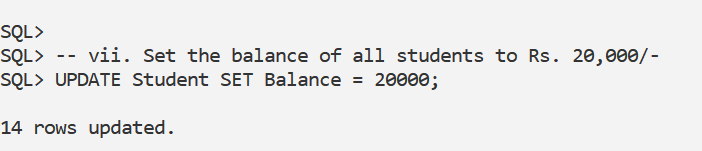 SQL>
SQL> -- vii. Set the balance of all students to Rs. 20,000/-
SQL> UPDATE Student SET Balance = 20000;
14 rows updated.